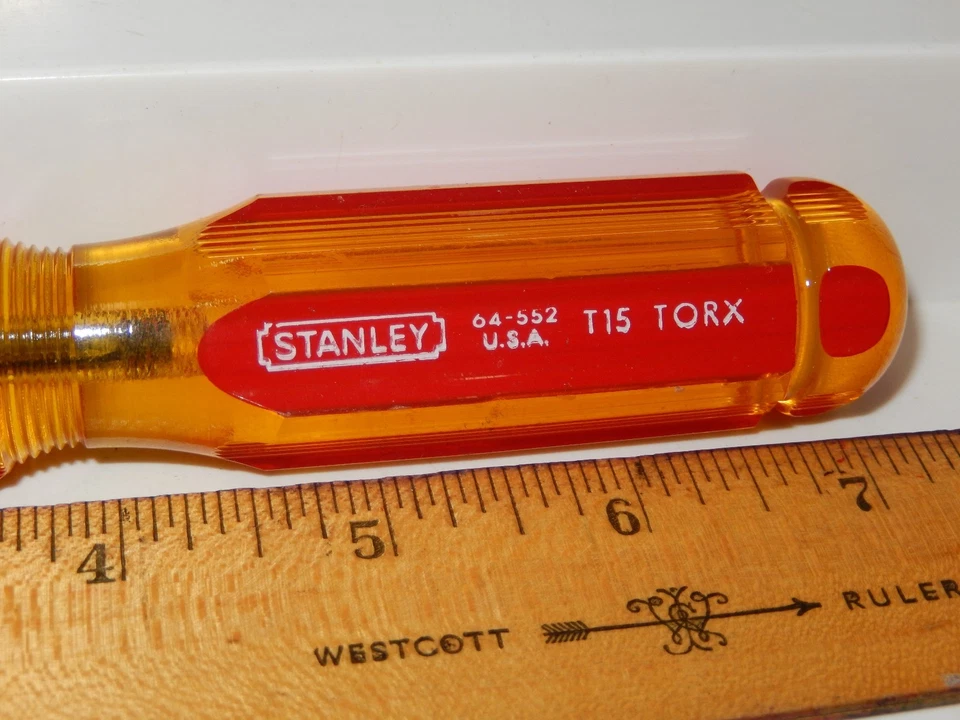 STANLEY
64-552
U.S.A.
T15 TORX
4 5 6 7
WESTCOTT
RULER